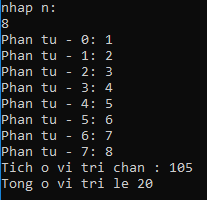 nhap n:
8
Phan tu - 0: 1
Phan tu - 1: 2
Phan tu - 2: 3
Phan tu - 3: 4
Phan tu - 4: 5
Phan tu - 5: 6
Phan tu - 6: 7
Phan tu - 7: 8
Tich o vi tri chan : 105
Tong o vi tri le 20